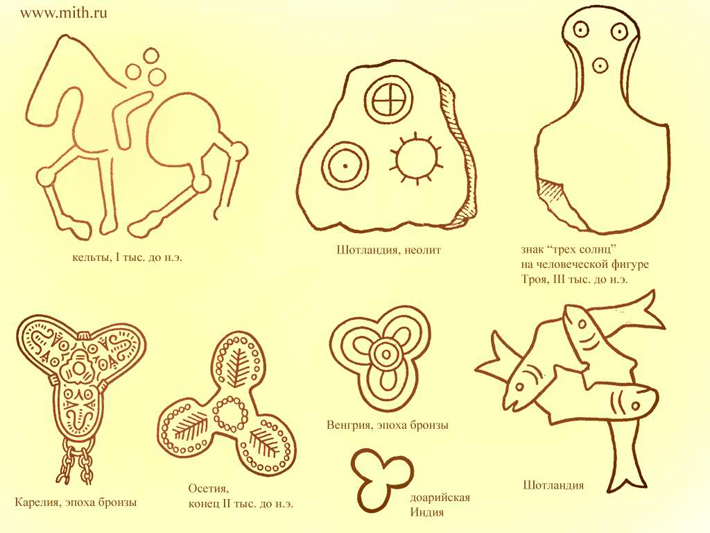 www.mith.ru
кельты, I тыс. до н.э.
Шотландия, неолит
знак “трех солнц”
на человеческой фигуре
Троя, III тыс. до н.э.
Карелия, эпоха бронзы
Осетия,
конец II тыс. до н.э.
Венгрия, эпоха бронзы
доарийская
Индия
Шотландия